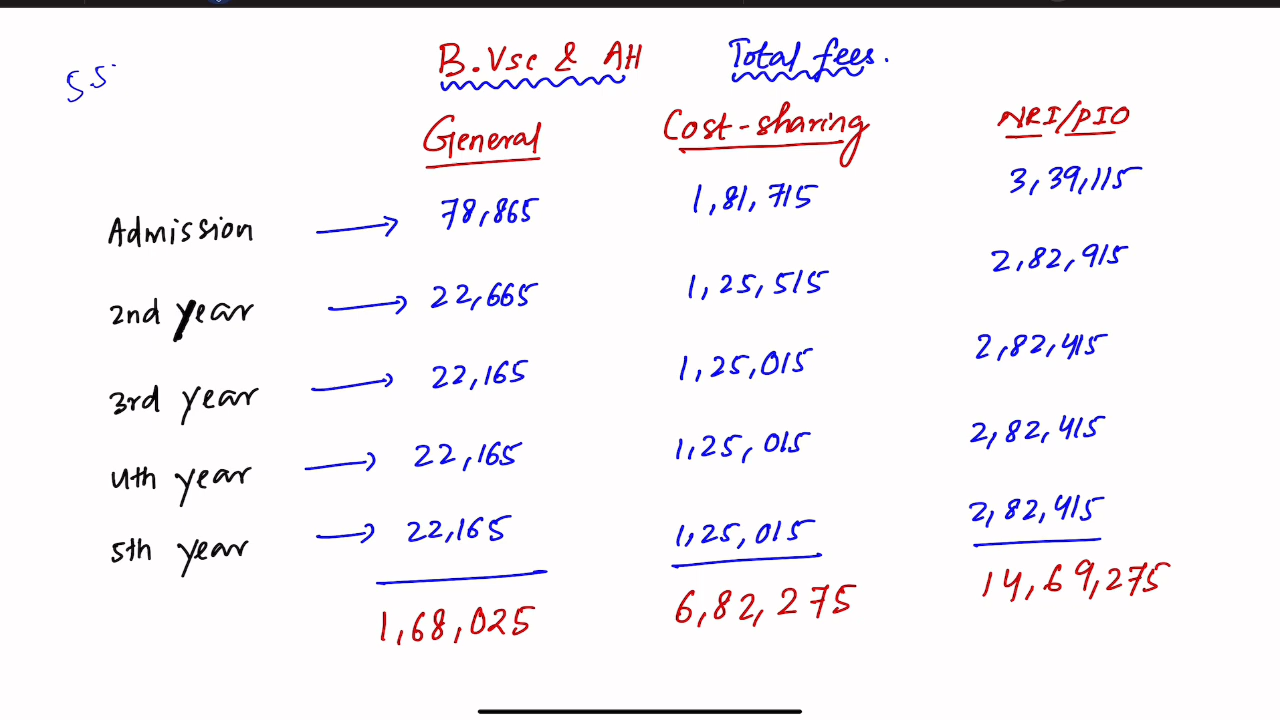 B.Vsc & AH Total fees.
55
General Cost-sharing NRI/PIO
Admission → 78,865 1,81,715 3,39,115
2nd year → 22,665 1,25,515 2,82,915
3rd year → 22,165 1,25,015 2,82,415
4th year → 22,165 1,25,015 2,82,415
5th year → 22,165 1,25,015 2,82,415
1,68,025 6,82,275 14,69,275